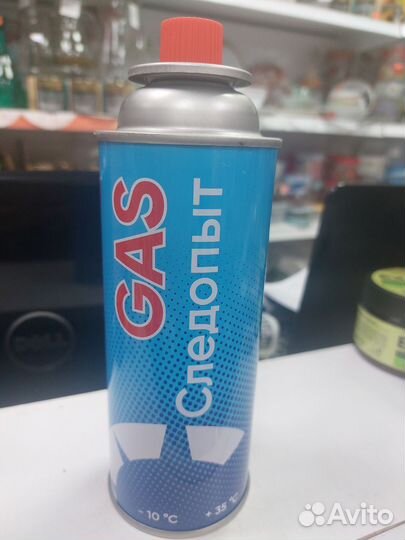 GAS
Следопыт
- 10 °C
+ 35 °C
DELL
Avito